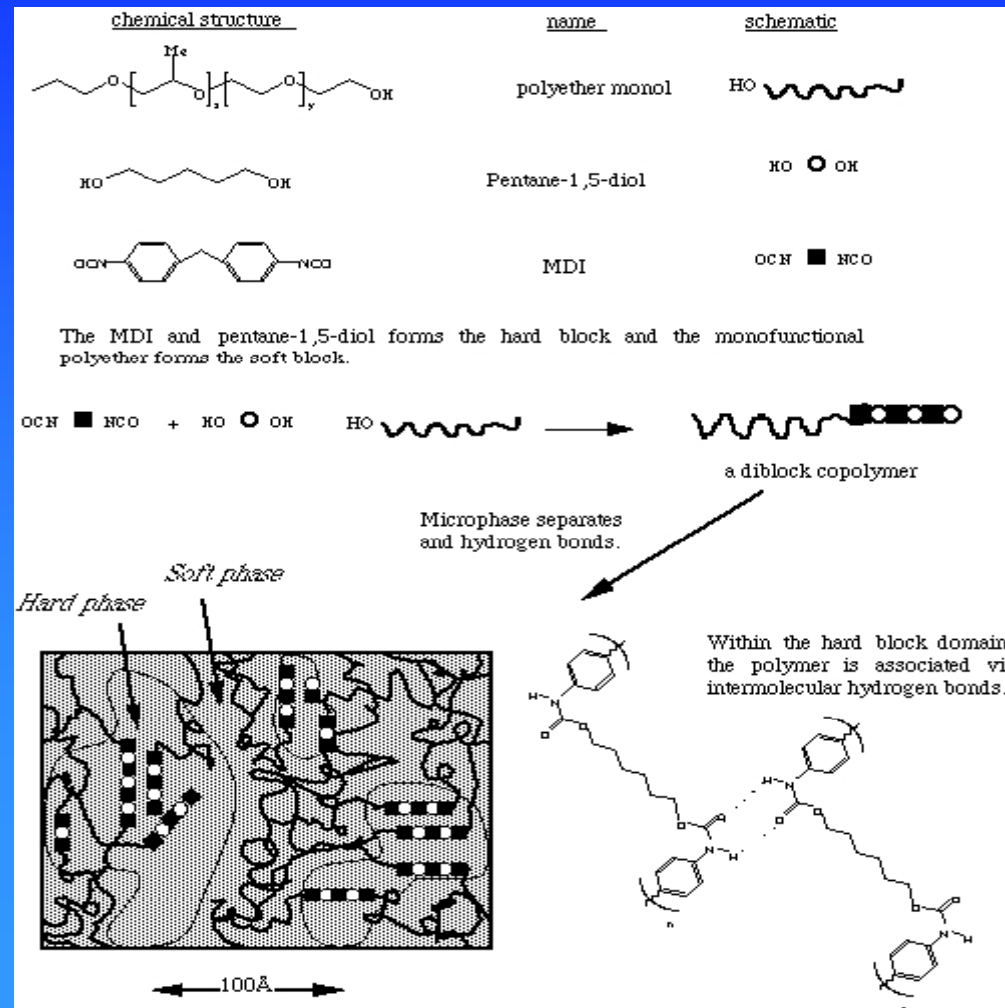 chemical structure name schematic
Me
O O x O y OH
polyether monol
HO
HO OH
Pentane-1,5-diol
HO OH
OCN NCO
MDI
OCN NCO
The MDI and pentane-1,5-diol forms the hard block and the monofunctional
polyether forms the soft block.
OCN NCO + HO OH HO
a diblock copolymer
Microphase separates
and hydrogen bonds.
Soft phase
Hard phase
Within the hard block domain
the polymer is associated vi
intermolecular hydrogen bonds.
H N
O O
H N
O O
O O
N H
n
O O
N H
100Å